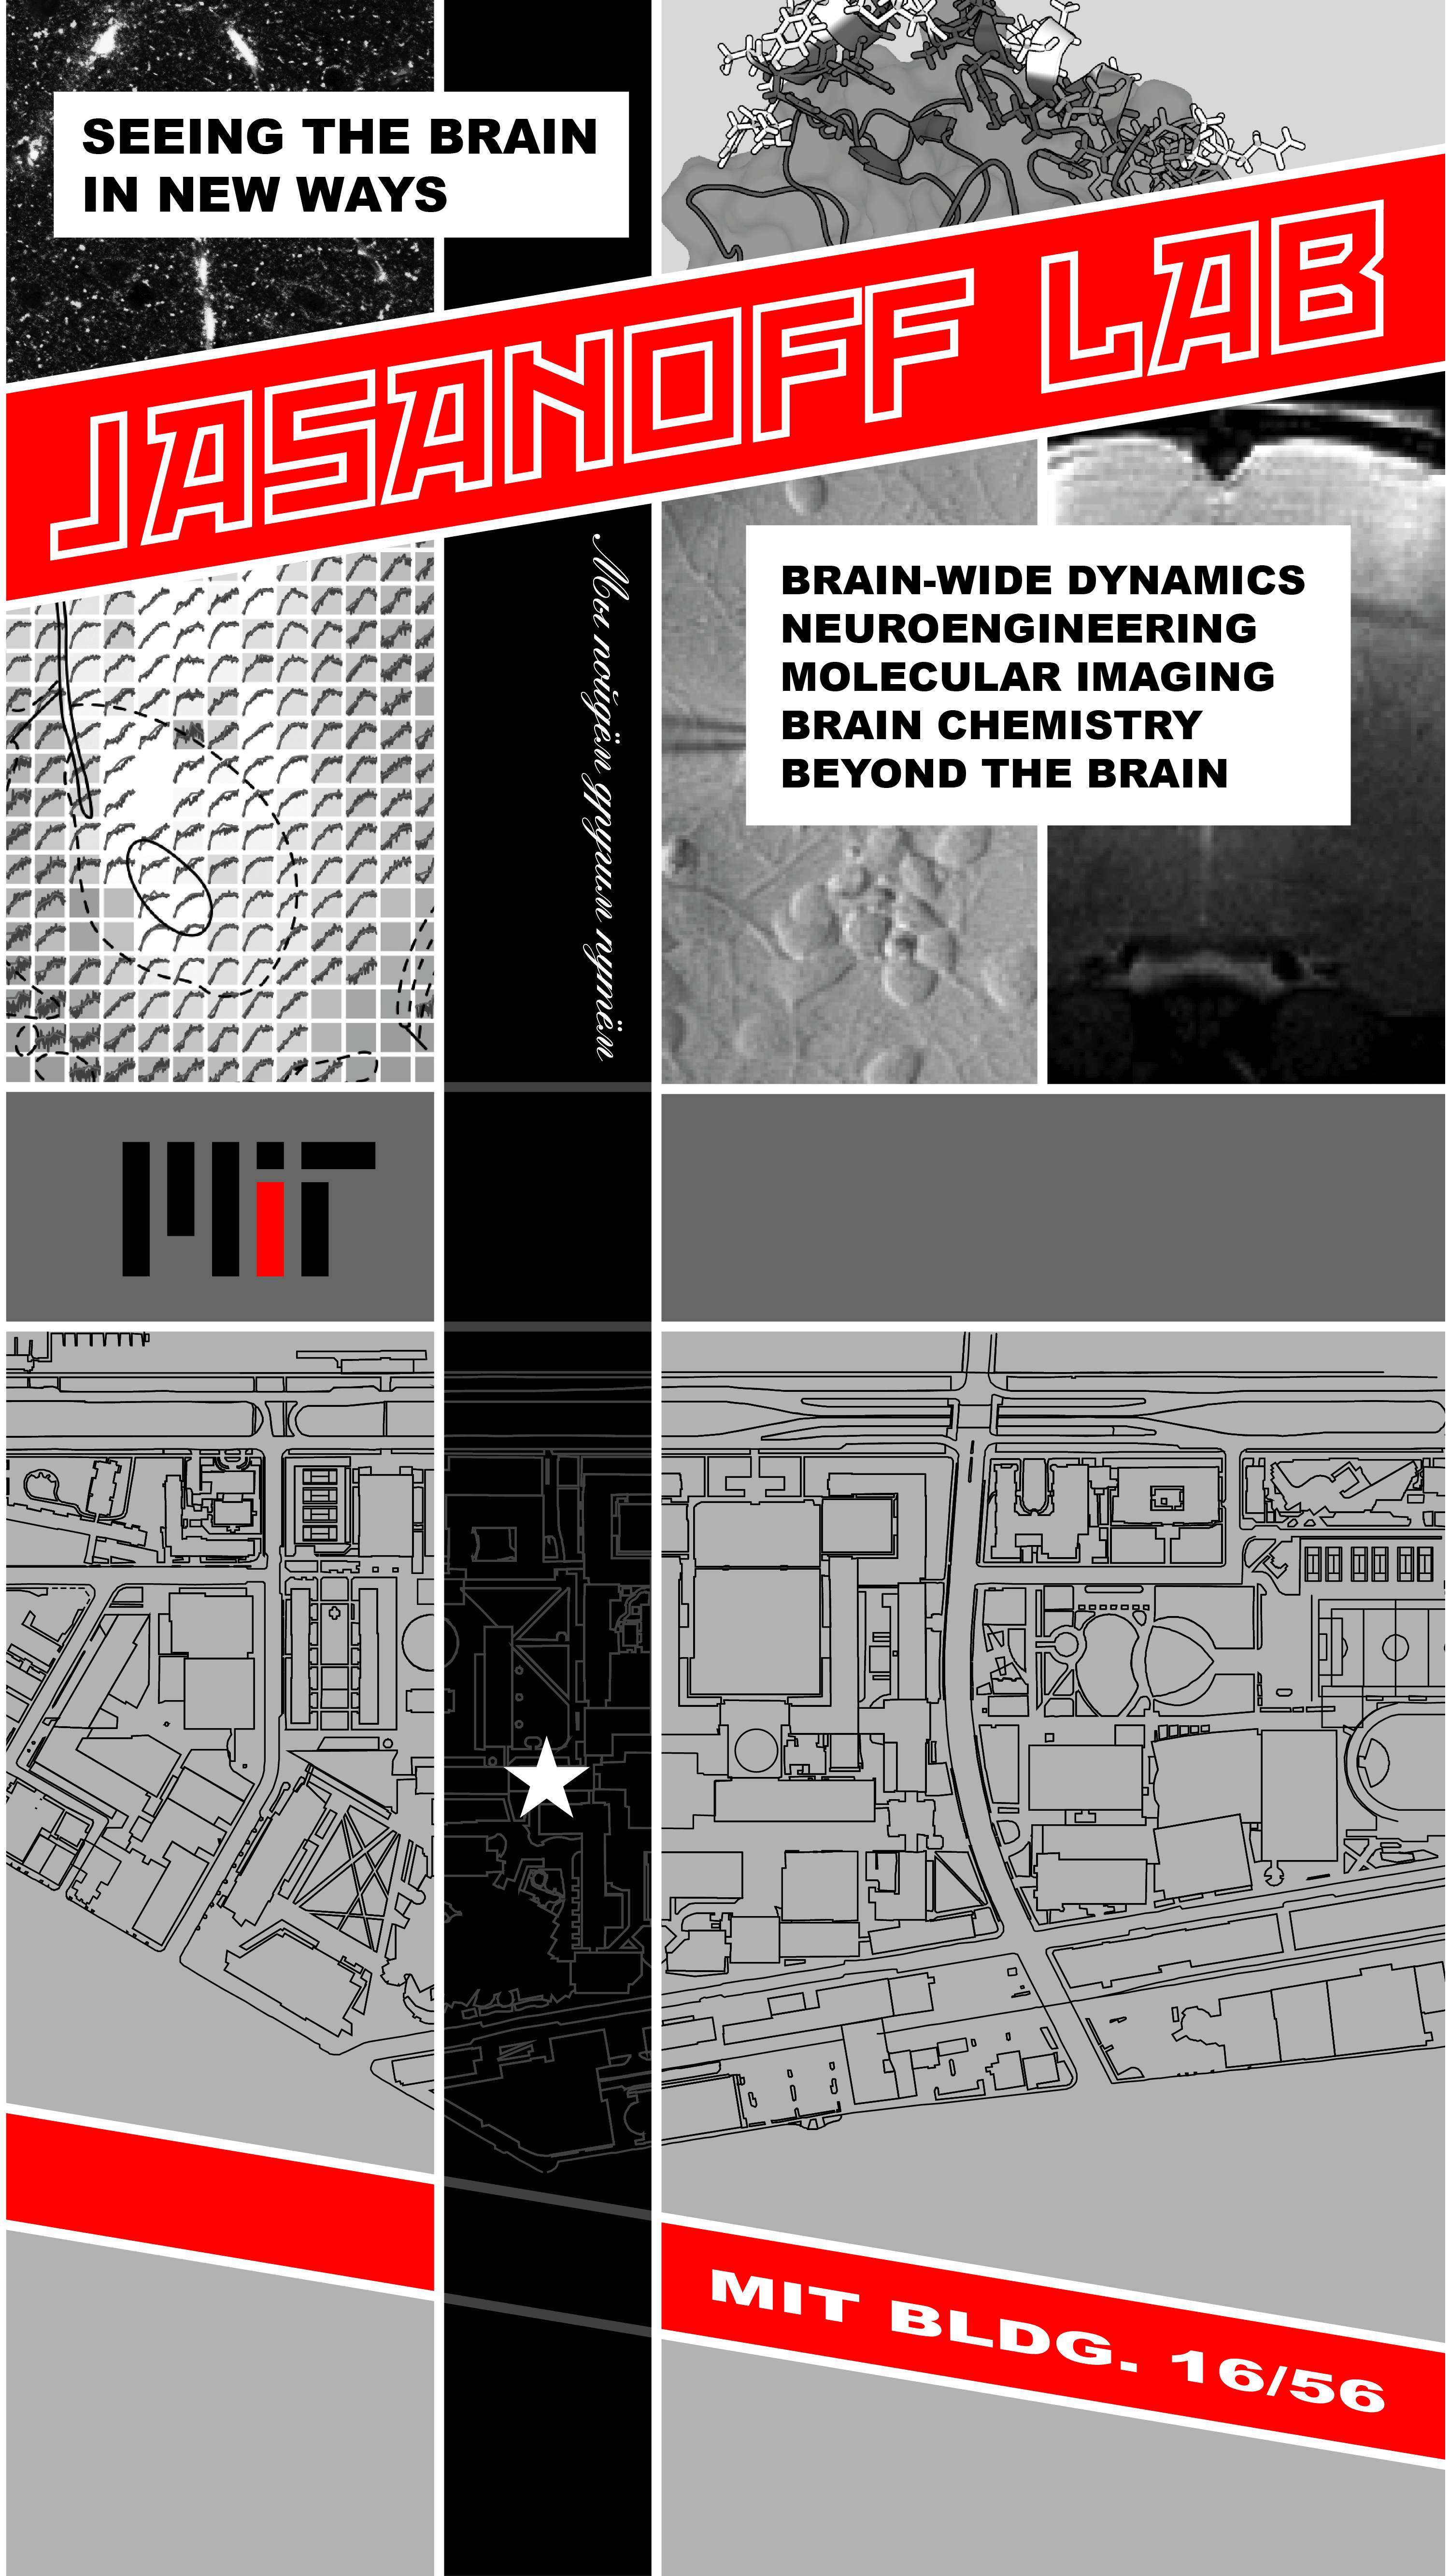 SEEING THE BRAIN
IN NEW WAYS
JASANOFF LAB
Мы пойдём другим путём
BRAIN-WIDE DYNAMICS
NEUROENGINEERING
MOLECULAR IMAGING
BRAIN CHEMISTRY
BEYOND THE BRAIN
MIT
MIT BLDG. 16/56